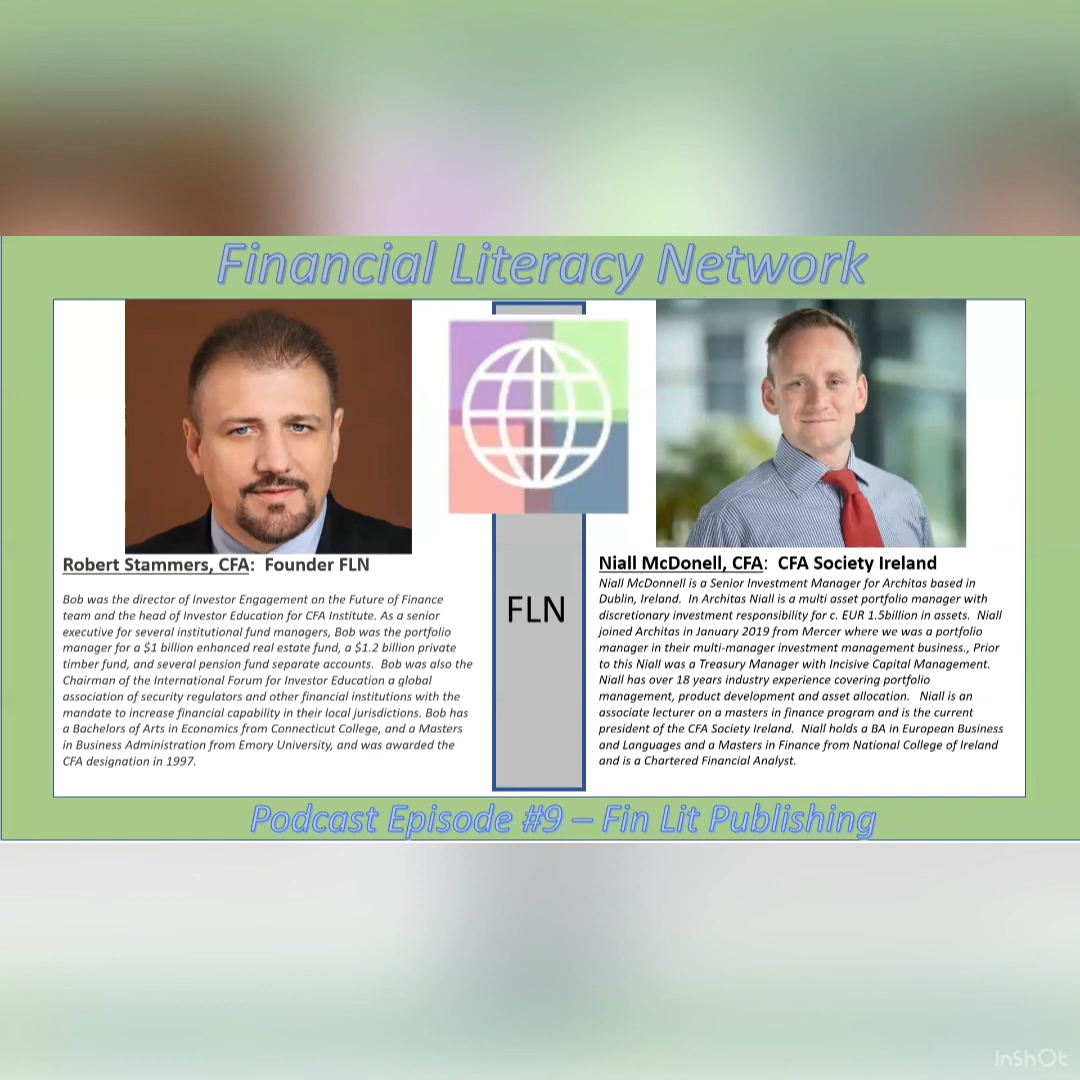 Financial Literacy Network
Robert Stammers, CFA:  Founder FLN
Bob was the director of Investor Engagement on the Future of Finance
team and the head of Investor Education for CFA Institute. As a senior
executive for several institutional fund managers, Bob was the portfolio
manager for a $1 billion enhanced real estate fund, a $1.2 billion private
timber fund, and several pension fund separate accounts.  Bob was also the
Chairman of the International Forum for Investor Education a global
association of security regulators and other financial institutions with the
mandate to increase financial capability in their local jurisdictions. Bob has
a Bachelors of Arts in Economics from Connecticut College, and a Masters
in Business Administration from Emory University, and was awarded the
CFA designation in 1997.
FLN
Niall McDonell, CFA:  CFA Society Ireland
Niall McDonnell is a Senior Investment Manager for Architas based in
Dublin, Ireland.  In Architas Niall is a multi asset portfolio manager with
discretionary investment responsibility for c. EUR 1.5billion in assets.  Niall
joined Architas in January 2019 from Mercer where we was a portfolio
manager in their multi-manager investment management business., Prior
to this Niall was a Treasury Manager with Incisive Capital Management.
Niall has over 18 years industry experience covering portfolio
management, product development and asset allocation.   Niall is an
associate lecturer on a masters in finance program and is the current
president of the CFA Society Ireland.  Niall holds a BA in European Business
and Languages and a Masters in Finance from National College of Ireland
and is a Chartered Financial Analyst.
Podcast Episode #9 – Fin Lit Publishing
InShOt